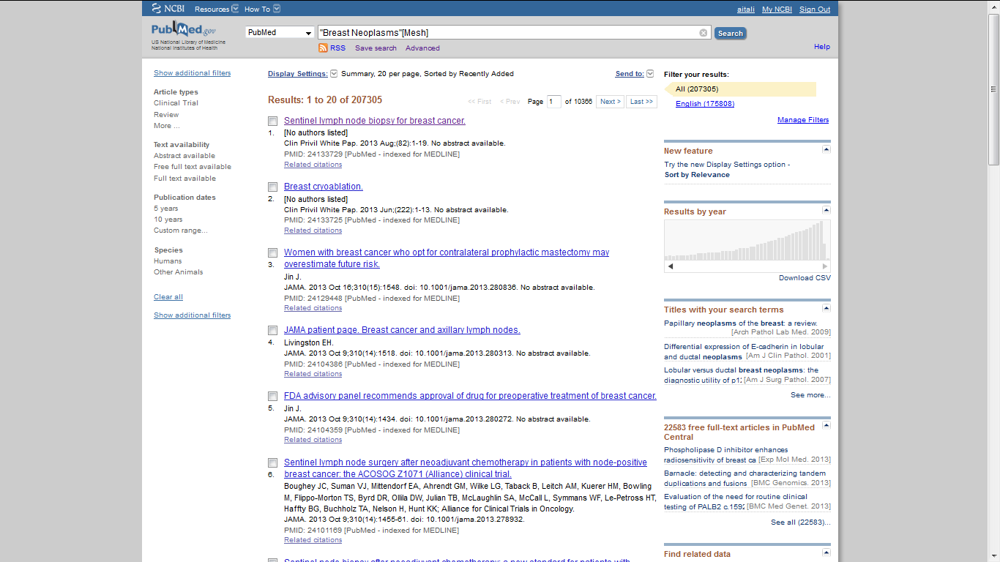 NCBI Resources How To aitali My NCBI Sign Out
PubMed.gov
US National Library of Medicine
National Institutes of Health
PubMed "Breast Neoplasms"[Mesh] Search
RSS Save search Advanced Help
Show additional filters
Article types
Clinical Trial
Review
More ...
Text availability
Abstract available
Free full text available
Full text available
Publication dates
5 years
10 years
Custom range...
Species
Humans
Other Animals
Clear all
Show additional filters
Display Settings: Summary, 20 per page, Sorted by Recently Added Send to:
Results: 1 to 20 of 207305
<< First < Prev Page 1 of 10366 Next > Last >>
Sentinel lymph node biopsy for breast cancer.
1. [No authors listed]
Clin Privil White Pap. 2013 Aug;(82):1-19. No abstract available.
PMID: 24133729 [PubMed - indexed for MEDLINE]
Related citations
Breast cryoablation.
2. [No authors listed]
Clin Privil White Pap. 2013 Jun;(222):1-13. No abstract available.
PMID: 24133725 [PubMed - indexed for MEDLINE]
Related citations
Women with breast cancer who opt for contralateral prophylactic mastectomy may
3. overestimate future risk.
Jin J.
JAMA. 2013 Oct 16;310(15):1548. doi: 10.1001/jama.2013.280836. No abstract available.
PMID: 24129448 [PubMed - indexed for MEDLINE]
Related citations
JAMA patient page. Breast cancer and axillary lymph nodes.
4. Livingston EH.
JAMA. 2013 Oct 9;310(14):1518. doi: 10.1001/jama.2013.280313. No abstract available.
PMID: 24104386 [PubMed - indexed for MEDLINE]
Related citations
FDA advisory panel recommends approval of drug for preoperative treatment of breast cancer.
5. Jin J.
JAMA. 2013 Oct 9;310(14):1434. doi: 10.1001/jama.2013.280272. No abstract available.
PMID: 24104359 [PubMed - indexed for MEDLINE]
Related citations
Sentinel lymph node surgery after neoadjuvant chemotherapy in patients with node-positive
6. breast cancer: the ACOSOG Z1071 (Alliance) clinical trial.
Boughey JC, Suman VJ, Mittendorf EA, Ahrendt GM, Wilke LG, Taback B, Leitch AM, Kuerer HM, Bowling
M, Flippo-Morton TS, Byrd DR, Ollila DW, Julian TB, McLaughlin SA, McCall L, Symmans WF, Le-Petross HT,
Haffty BG, Buchholz TA, Nelson H, Hunt KK; Alliance for Clinical Trials in Oncology.
JAMA. 2013 Oct 9;310(14):1455-61. doi: 10.1001/jama.2013.278932.
PMID: 24101169 [PubMed - indexed for MEDLINE]
Related citations
Sentinel node biopsy after neoadjuvant chemotherapy: a new standard for patients with
Filter your results:
All (207305)
English (175808)
Manage Filters
New feature
Try the new Display Settings option -
Sort by Relevance
Results by year
Download CSV
Titles with your search terms
Papillary neoplasms of the breast: a review.
[Arch Pathol Lab Med. 2009]
Differential expression of E-cadherin in lobular
and ductal neoplasms [Am J Clin Pathol. 2001]
Lobular versus ductal breast neoplasms: the
diagnostic utility of [Am J Surg Pathol. 2007]
See more...
22583 free full-text articles in PubMed
Central
Phospholipase D inhibitor enhances
radiosensitivity of breast ca [Exp Mol Med. 2013]
Barnacle: detecting and characterizing tandem
duplications and fusions [BMC Genomics. 2013]
Evaluation of the need for routine clinical
testing of PALB2 c.1592 [BMC Med Genet. 2013]
See all (22583)...
Find related data